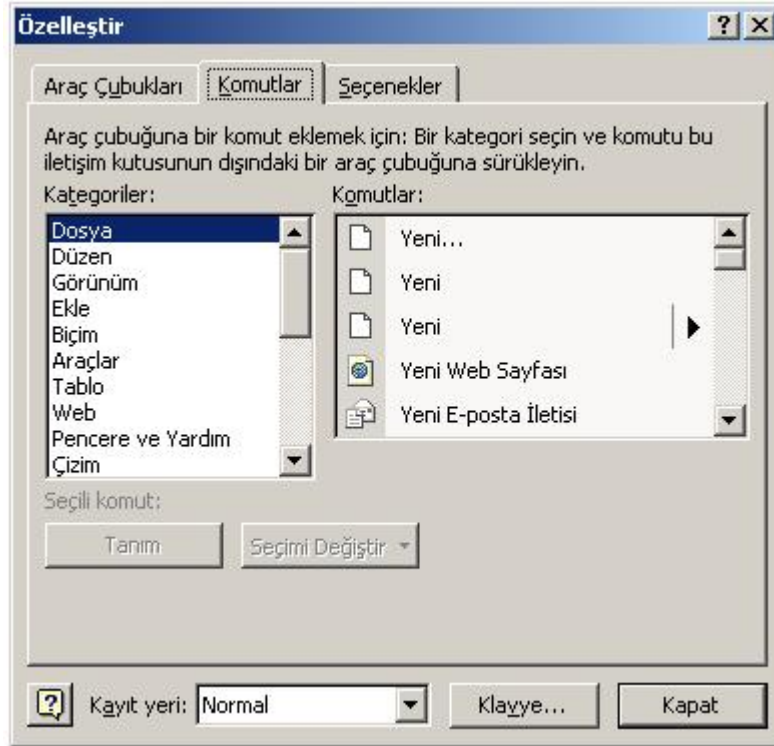 Özelleştir
Araç Çubukları Komutlar Seçenekler
Araç çubuğuna bir komut eklemek için: Bir kategori seçin ve komutu bu
iletişim kutusunun dışındaki bir araç çubuğuna sürükleyin.
Kategoriler:
Dosya
Düzen
Görünüm
Ekle
Biçim
Araçlar
Tablo
Web
Pencere ve Yardım
Çizim
Komutlar:
Yeni...
Yeni
Yeni
Yeni Web Sayfası
Yeni E-posta İletisi
Seçili komut:
Tanım Seçimi Değiştir
Kayıt yeri: Normal Klavye... Kapat